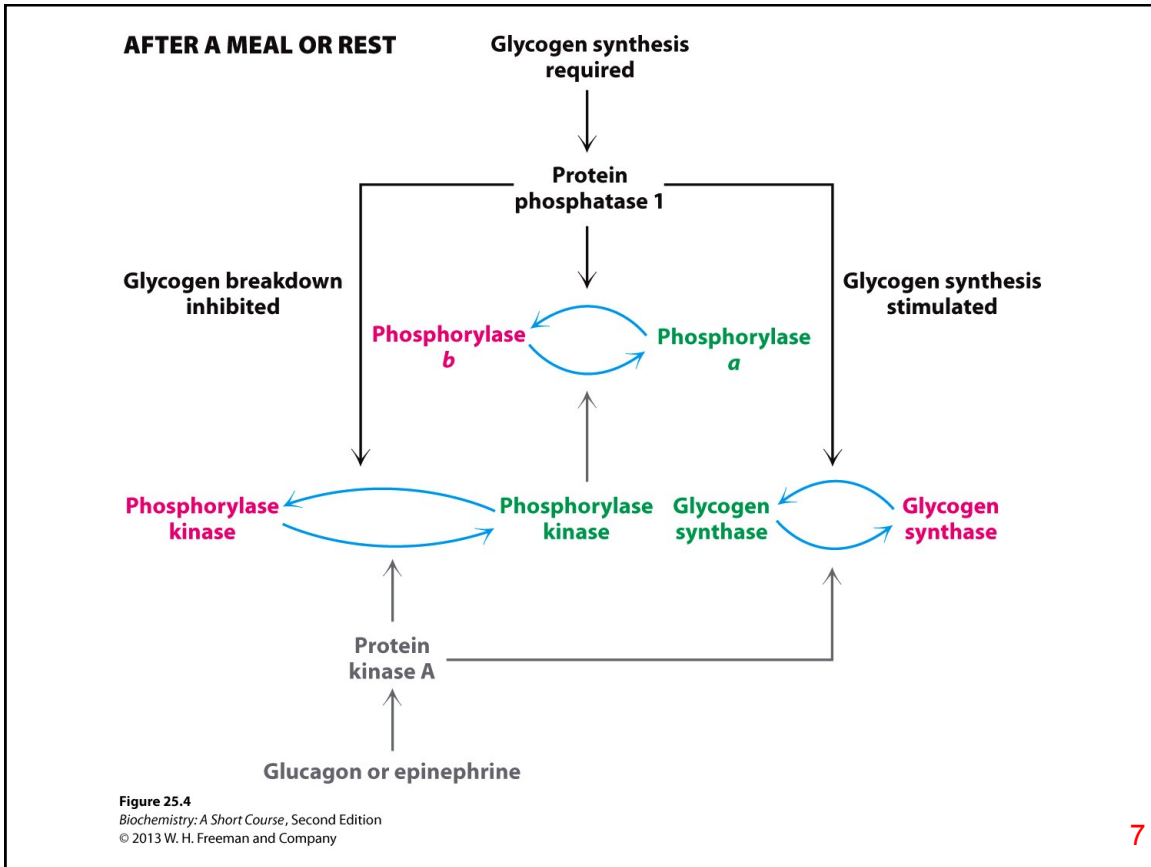 AFTER A MEAL OR REST
Glycogen synthesis
required
Protein
phosphatase 1
Glycogen breakdown
inhibited
Glycogen synthesis
stimulated
Phosphorylase
b
Phosphorylase
a
Phosphorylase
kinase
Phosphorylase
kinase
Glycogen
synthase
Glycogen
synthase
Protein
kinase A
Glucagon or epinephrine
Figure 25.4
Biochemistry: A Short Course, Second Edition
© 2013 W. H. Freeman and Company
7